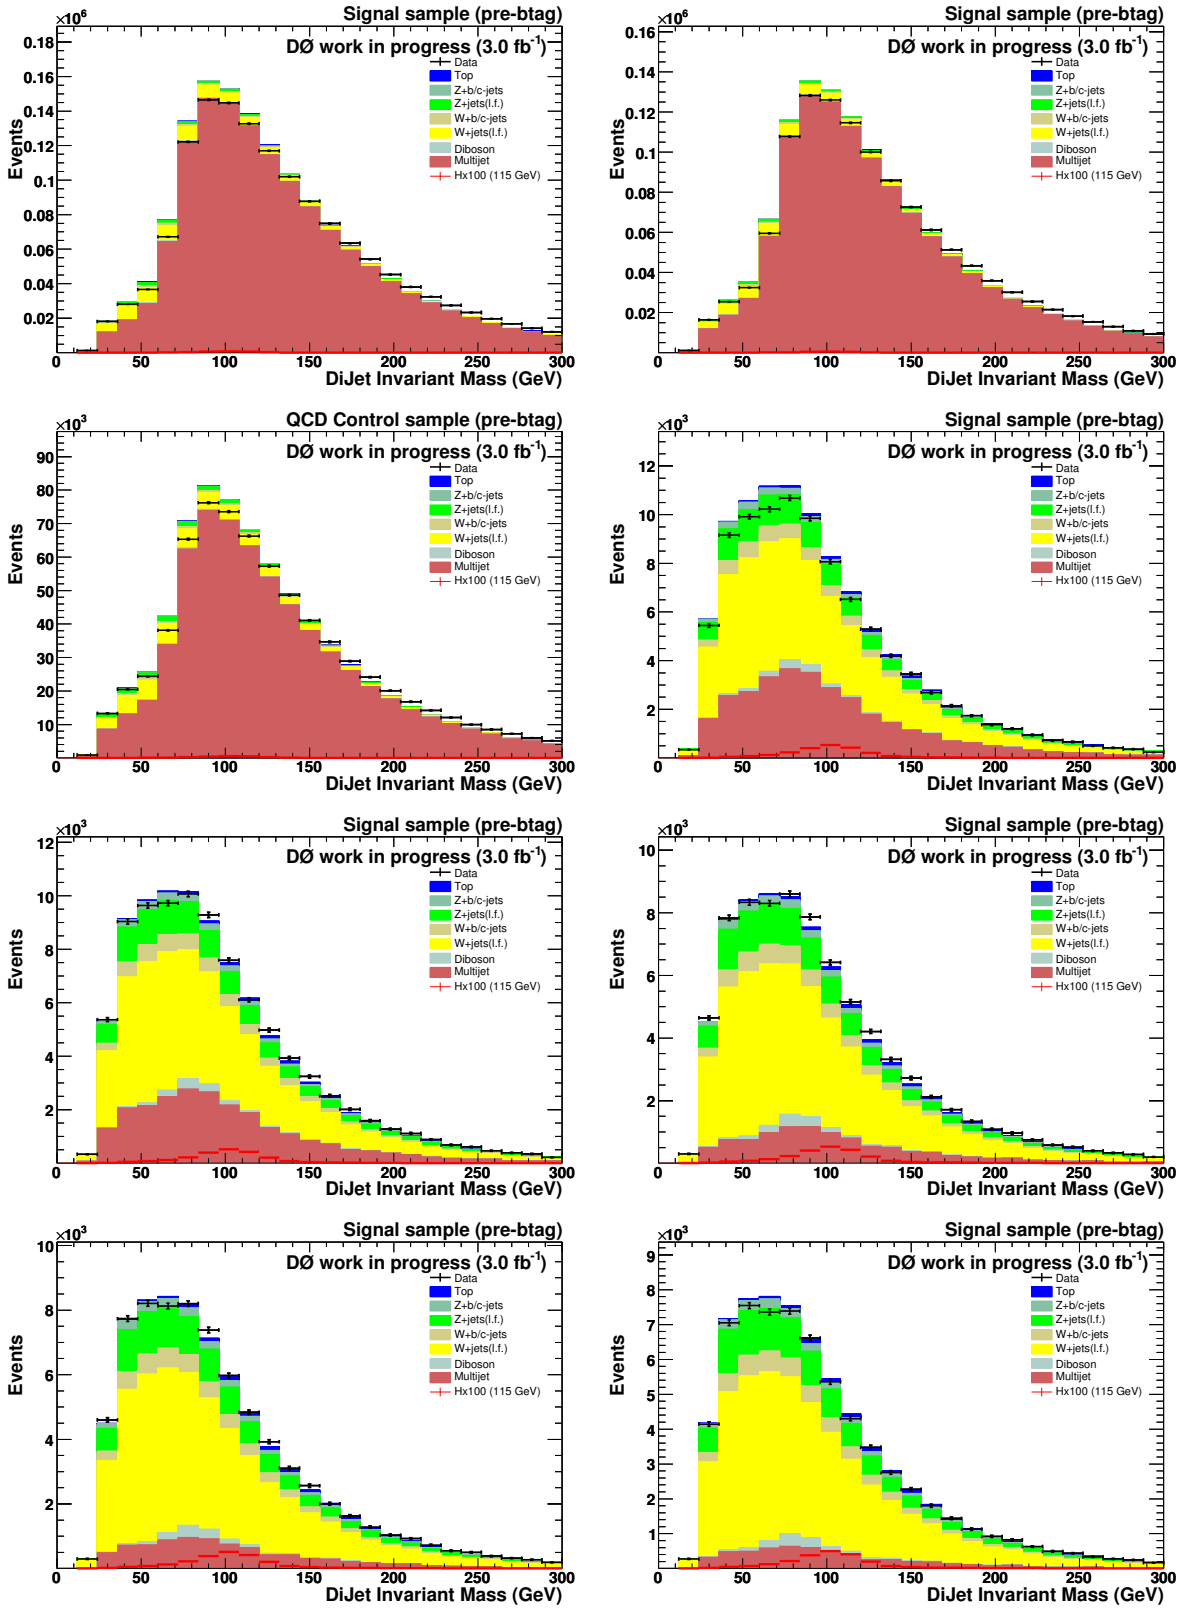 Signal sample (pre-btag)
×10⁶
DØ work in progress (3.0 fb⁻¹)
Data
Top
Z+b/c-jets
Z+jets(l.f.)
W+b/c-jets
W+jets(l.f.)
Diboson
Multijet
Hx100 (115 GeV)
Events
0.18
0.16
0.14
0.12
0.1
0.08
0.06
0.04
0.02
0 50 100 150 200 250 300
DiJet Invariant Mass (GeV)
Signal sample (pre-btag)
×10⁶
DØ work in progress (3.0 fb⁻¹)
Data
Top
Z+b/c-jets
Z+jets(l.f.)
W+b/c-jets
W+jets(l.f.)
Diboson
Multijet
Hx100 (115 GeV)
Events
0.16
0.14
0.12
0.1
0.08
0.06
0.04
0.02
0 50 100 150 200 250 300
DiJet Invariant Mass (GeV)
QCD Control sample (pre-btag)
×10³
DØ work in progress (3.0 fb⁻¹)
Data
Top
Z+b/c-jets
Z+jets(l.f.)
W+b/c-jets
W+jets(l.f.)
Diboson
Multijet
Hx100 (115 GeV)
Events
90
80
70
60
50
40
30
20
10
0 50 100 150 200 250 300
DiJet Invariant Mass (GeV)
Signal sample (pre-btag)
×10³
DØ work in progress (3.0 fb⁻¹)
Data
Top
Z+b/c-jets
Z+jets(l.f.)
W+b/c-jets
W+jets(l.f.)
Diboson
Multijet
Hx100 (115 GeV)
Events
12
10
8
6
4
2
0 50 100 150 200 250 300
DiJet Invariant Mass (GeV)
Signal sample (pre-btag)
×10³
DØ work in progress (3.0 fb⁻¹)
Data
Top
Z+b/c-jets
Z+jets(l.f.)
W+b/c-jets
W+jets(l.f.)
Diboson
Multijet
Hx100 (115 GeV)
Events
12
10
8
6
4
2
0 50 100 150 200 250 300
DiJet Invariant Mass (GeV)
Signal sample (pre-btag)
×10³
DØ work in progress (3.0 fb⁻¹)
Data
Top
Z+b/c-jets
Z+jets(l.f.)
W+b/c-jets
W+jets(l.f.)
Diboson
Multijet
Hx100 (115 GeV)
Events
10
8
6
4
2
0 50 100 150 200 250 300
DiJet Invariant Mass (GeV)
Signal sample (pre-btag)
×10³
DØ work in progress (3.0 fb⁻¹)
Data
Top
Z+b/c-jets
Z+jets(l.f.)
W+b/c-jets
W+jets(l.f.)
Diboson
Multijet
Hx100 (115 GeV)
Events
10
8
6
4
2
0 50 100 150 200 250 300
DiJet Invariant Mass (GeV)
Signal sample (pre-btag)
×10³
DØ work in progress (3.0 fb⁻¹)
Data
Top
Z+b/c-jets
Z+jets(l.f.)
W+b/c-jets
W+jets(l.f.)
Diboson
Multijet
Hx100 (115 GeV)
Events
9
8
7
6
5
4
3
2
1
0 50 100 150 200 250 300
DiJet Invariant Mass (GeV)